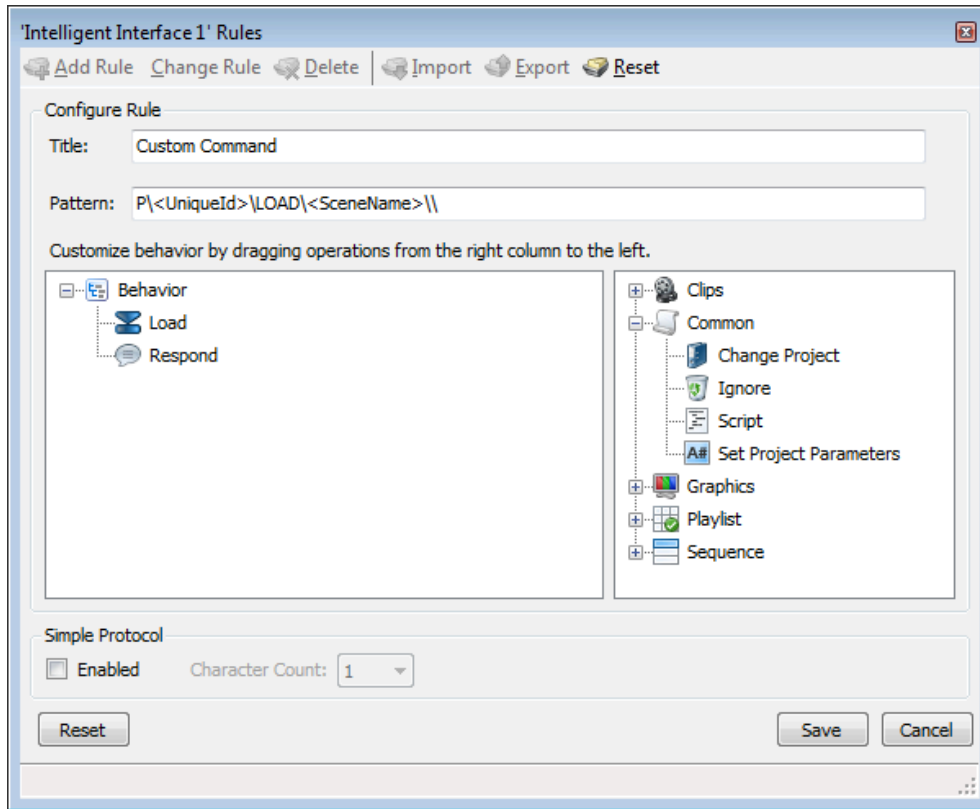 'Intelligent Interface 1' Rules
Add Rule Change Rule Delete Import Export Reset
Configure Rule
Title: Custom Command
Pattern: P\<UniqueId>\LOAD\<SceneName>\\
Customize behavior by dragging operations from the right column to the left.
Behavior
Load
Respond
Clips
Common
Change Project
Ignore
Script
A# Set Project Parameters
Graphics
Playlist
Sequence
Simple Protocol
Enabled Character Count: 1
Reset Save Cancel